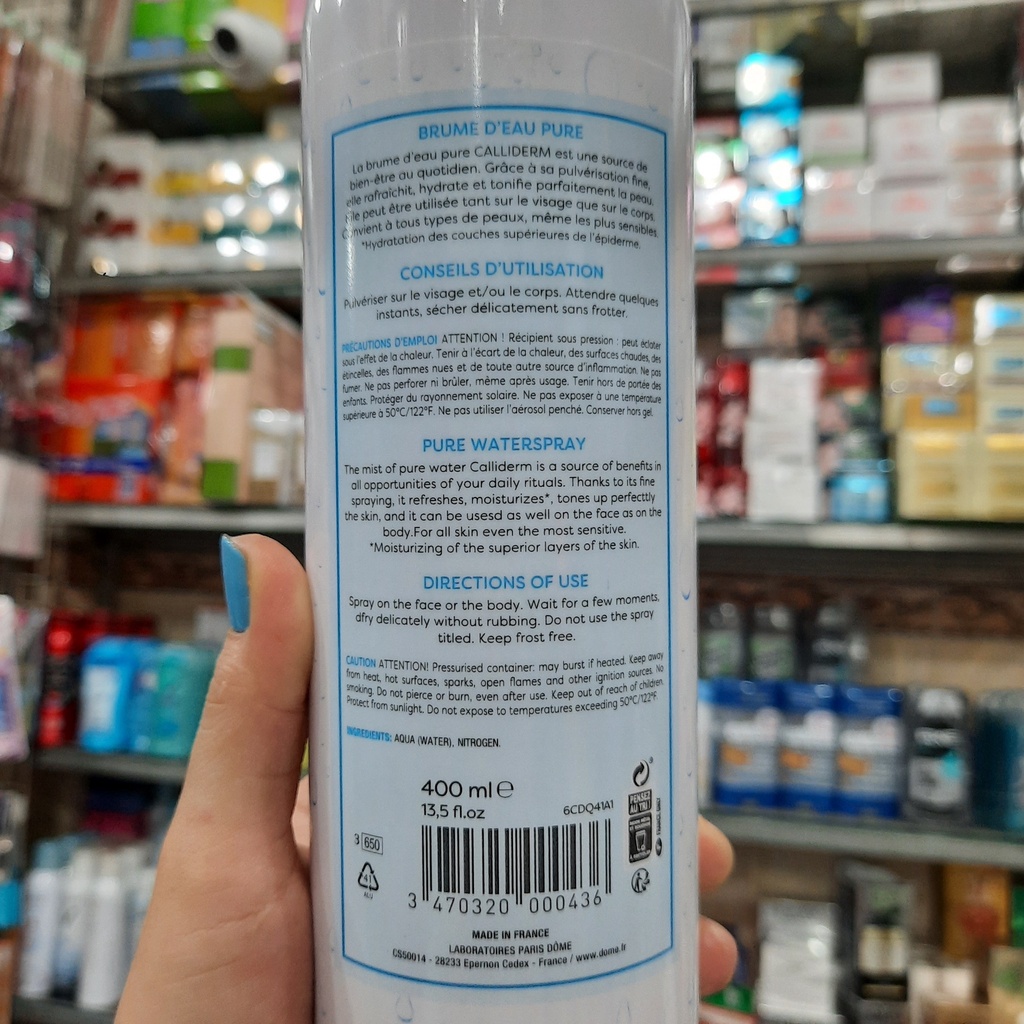 BRUME D'EAU PURE
La brume d'eau pure CALLIDERM est une source de
bien-être au quotidien. Grâce à sa pulvérisation fine,
elle rafraîchit, hydrate et tonifie parfaitement la peau.
Elle peut être utilisée tant sur le visage que sur le corps.
Convient à tous types de peaux, même les plus sensibles.
*Hydratation des couches supérieures de l'épiderme.
CONSEILS D'UTILISATION
Pulvériser sur le visage et/ou le corps. Attendre quelques
instants, sécher délicatement sans frotter.
PRÉCAUTIONS D'EMPLOI ATTENTION ! Récipient sous pression : peut éclater
sous l'effet de la chaleur. Tenir à l'écart de la chaleur, des surfaces chaudes, des
étincelles, des flammes nues et de toute autre source d'inflammation. Ne pas
fumer. Ne pas perforer ni brûler, même après usage. Tenir hors de portée des
enfants. Protéger du rayonnement solaire. Ne pas exposer à une température
supérieure à 50°C/122°F. Ne pas utiliser l'aérosol penché. Conserver hors gel.
PURE WATERSPRAY
The mist of pure water Calliderm is a source of benefits in
all opportunities of your daily rituals. Thanks to its fine
spraying, it refreshes, moisturizes*, tones up perfecttly
the skin, and it can be usesd as well on the face as on the
body.For all skin even the most sensitive.
*Moisturizing of the superior layers of the skin.
DIRECTIONS OF USE
Spray on the face or the body. Wait for a few moments,
dfry delicately without rubbing. Do not use the spray
titled. Keep frost free.
CAUTION ATTENTION! Pressurised container: may burst if heated. Keep away
from heat, hot surfaces, sparks, open flames and other ignition sources. No
smoking. Do not pierce or burn, even after use. Keep out of reach of children.
Protect from sunlight. Do not expose to temperatures exceeding 50°C/122°F.
INGREDIENTS: AQUA (WATER), NITROGEN.
400 ml e
13,5 fl.oz
6CDQ41A1
PENSEZ
AU TRI !
3 650
41
ALU
3 470320 000436
MADE IN FRANCE
LABORATOIRES PARIS DÔME
CS50014 - 28233 Epernon Cedex - France / www.dome.fr